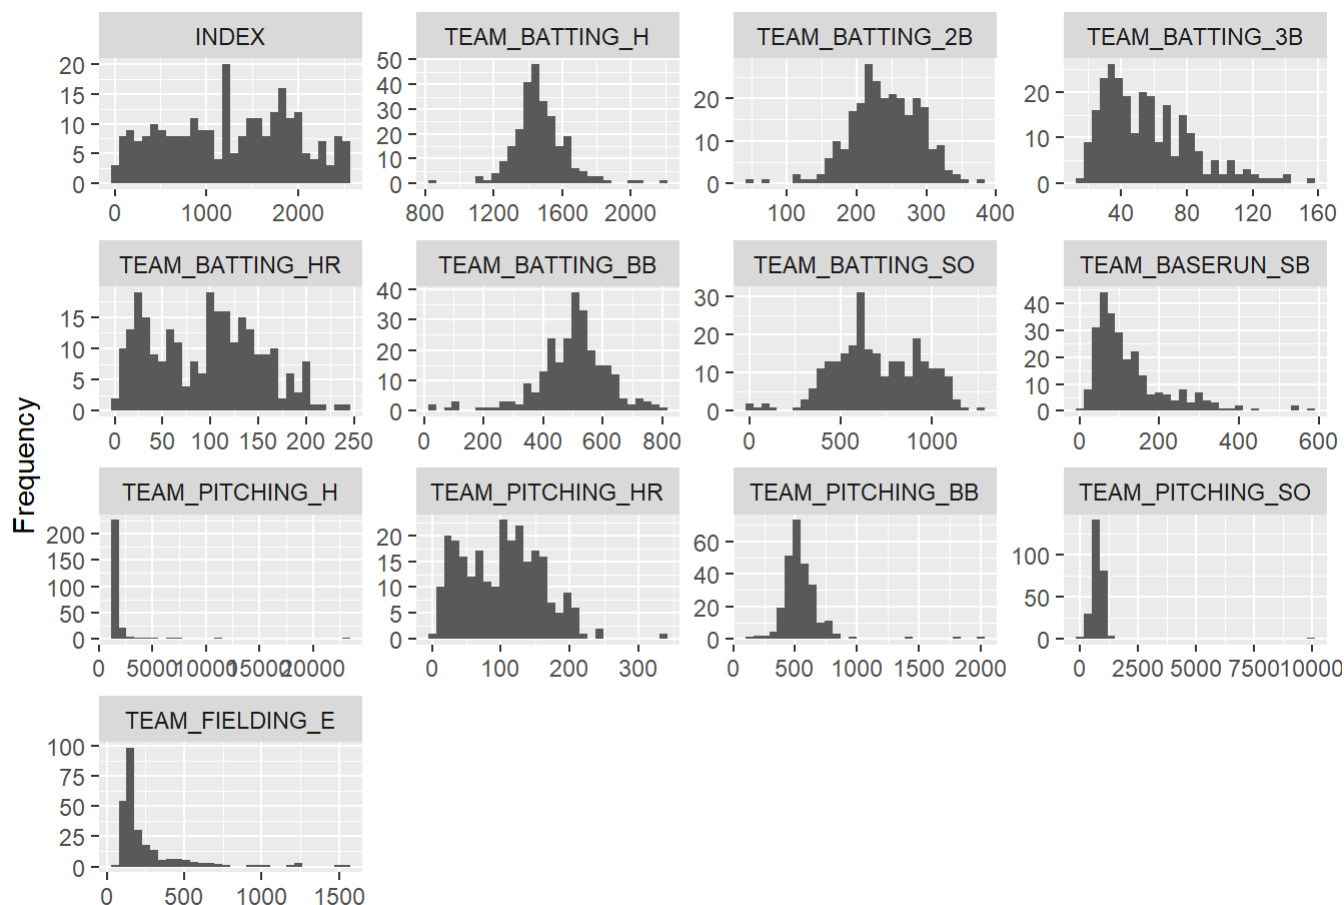 INDEX
20
15
10
5
0
0 1000 2000
TEAM_BATTING_H
50
40
30
20
10
0
800 1200 1600 2000
TEAM_BATTING_2B
20
10
0
100 200 300 400
TEAM_BATTING_3B
20
10
0
40 80 120 160
TEAM_BATTING_HR
15
10
5
0
0 50 100 150 200 250
TEAM_BATTING_BB
40
30
20
10
0
0 200 400 600 800
TEAM_BATTING_SO
30
20
10
0
0 500 1000
TEAM_BASERUN_SB
40
30
20
10
0
0 200 400 600
Frequency
TEAM_PITCHING_H
200
150
100
50
0
0 5000 10000 15000 20000
TEAM_PITCHING_HR
20
15
10
5
0
0 100 200 300
TEAM_PITCHING_BB
60
40
20
0
0 500 1000 1500 2000
TEAM_PITCHING_SO
100
50
0
0 2500 5000 7500 10000
TEAM_FIELDING_E
100
75
50
25
0
0 500 1000 1500